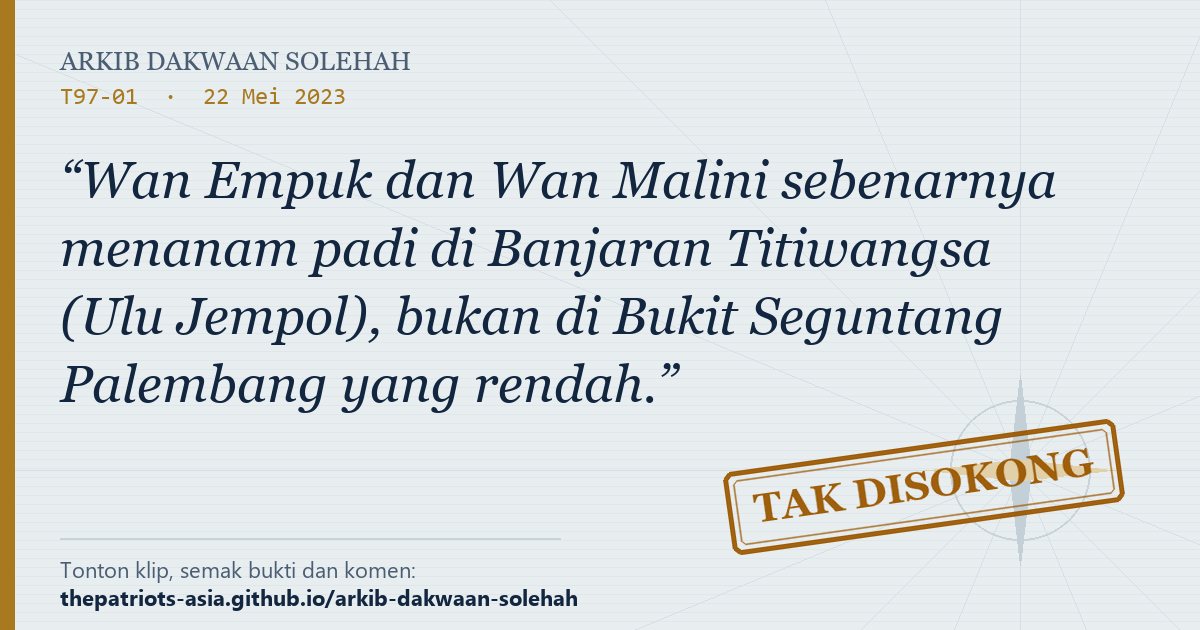 ARKIB DAKWAAN SOLEHAH
T97-01 · 22 Mei 2023
“Wan Empuk dan Wan Malini sebenarnya
menanam padi di Banjaran Titiwangsa
(Ulu Jempol), bukan di Bukit Seguntang
Palembang yang rendah.”
TAK DISOKONG
Tonton klip, semak bukti dan komen:
thepatriots-asia.github.io/arkib-dakwaan-solehah